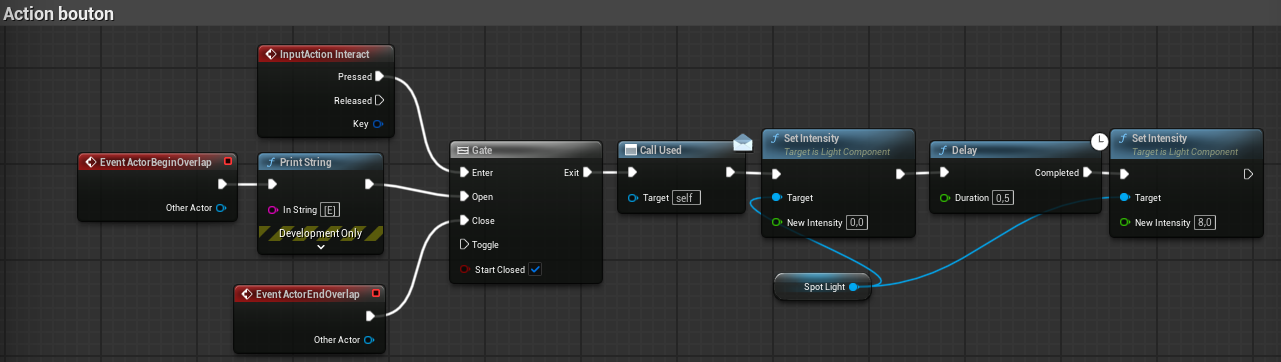 Action bouton
InputAction Interact
Pressed
Released
Key
Event ActorBeginOverlap
Other Actor
Print String
In String [E]
Development Only
Event ActorEndOverlap
Other Actor
Gate
Enter Exit
Open
Close
Toggle
Start Closed
Call Used
Target self
Set Intensity
Target is Light Component
Target
New Intensity 0,0
Spot Light
Delay
Completed
Duration 0,5
Set Intensity
Target is Light Component
Target
New Intensity 8,0